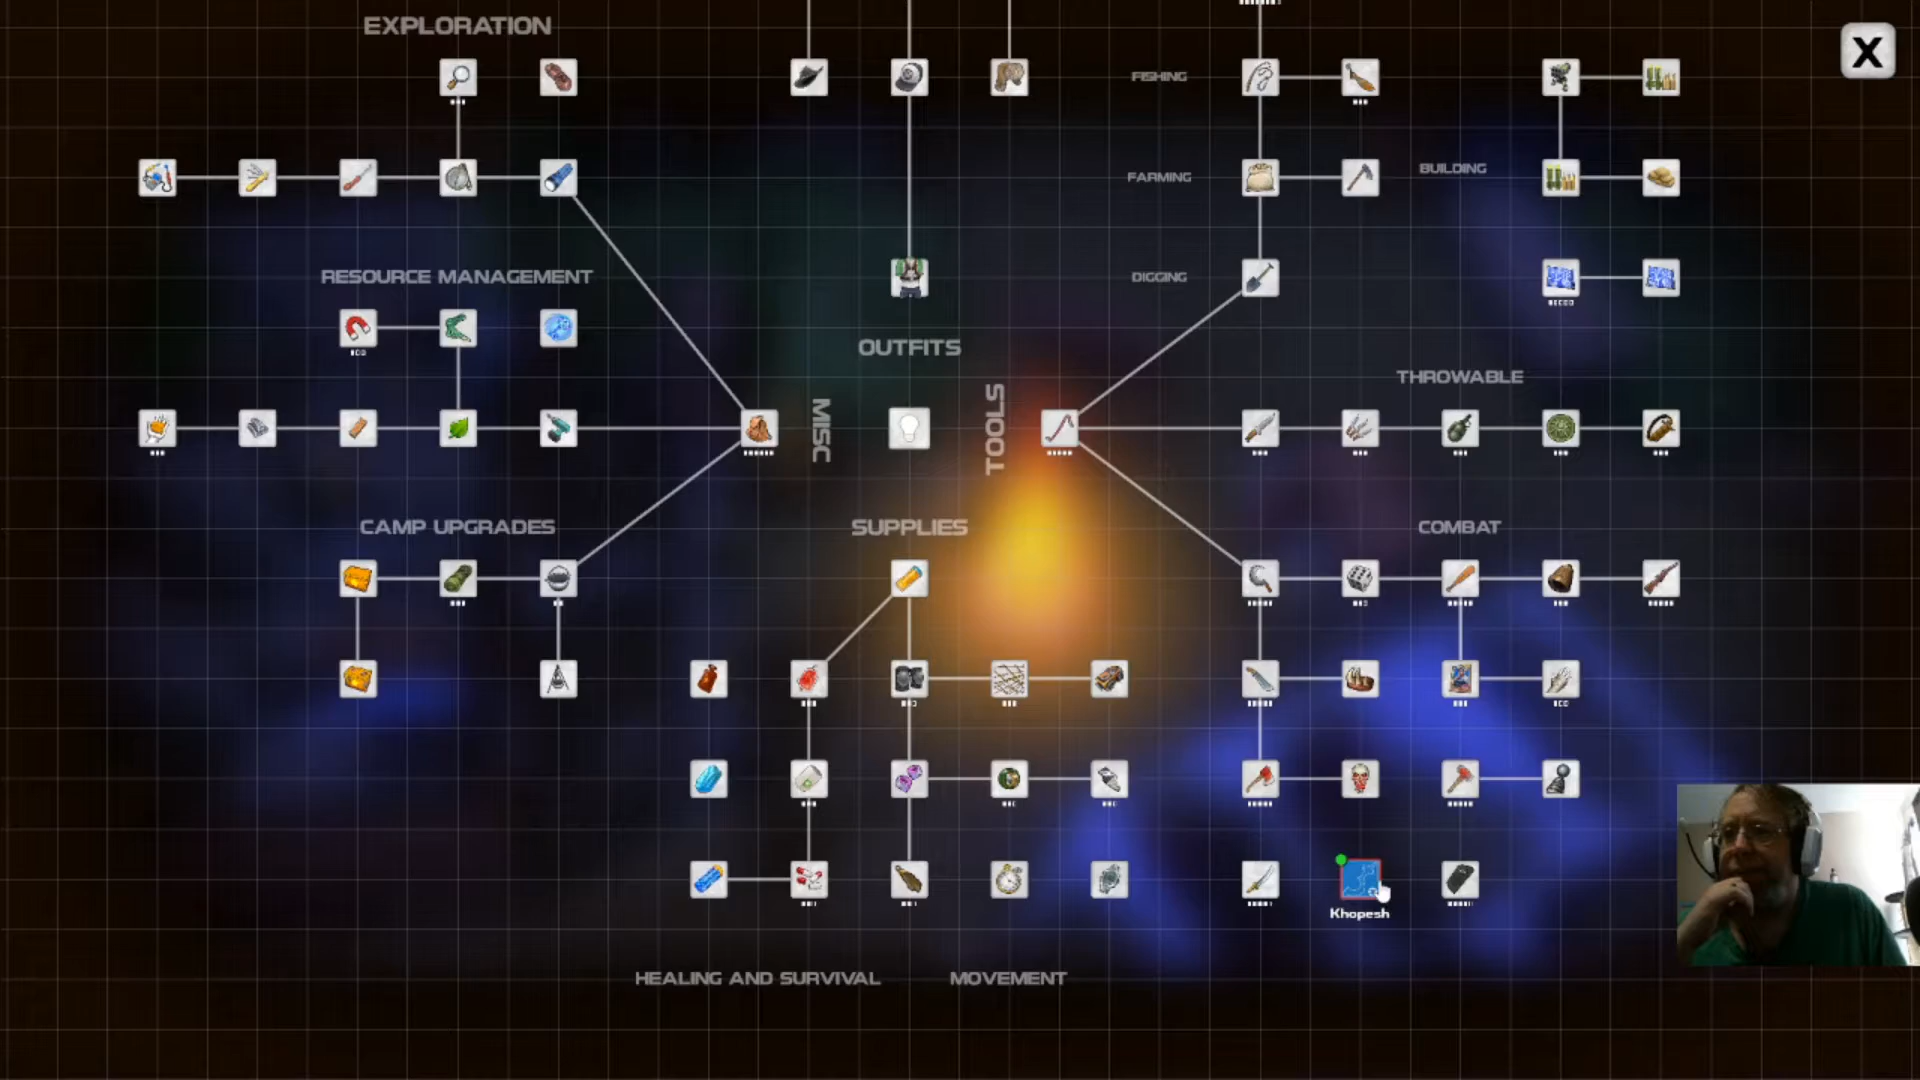 EXPLORATION
X
FISHING
BUILDING
FARMING
RESOURCE MANAGEMENT
DIGGING
OUTFITS
THROWABLE
MISC
TOOLS
CAMP UPGRADES
SUPPLIES
COMBAT
Khopesh
HEALING AND SURVIVAL
MOVEMENT